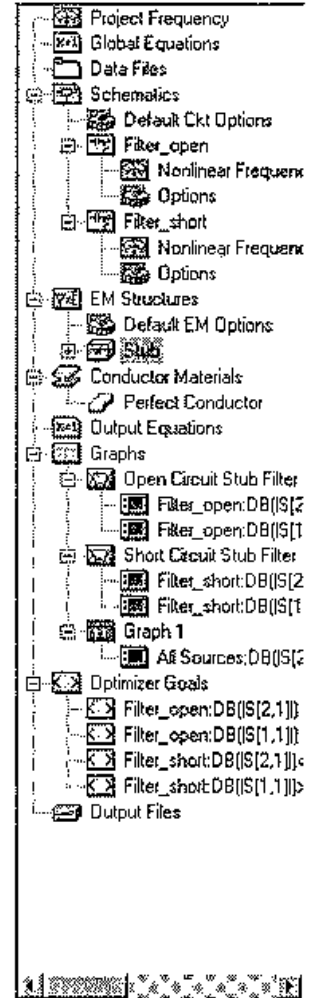 Project Frequency
Global Equations
Data Files
Schematics
Default Ckt Options
Filter_open
Nonlinear Frequenc
Options
Filter_short
Nonlinear Frequenc
Options
EM Structures
Default EM Options
Stub
Conductor Materials
Perfect Conductor
Output Equations
Graphs
Open Circuit Stub Filter
Filter_open:DB(|S[2
Filter_open:DB(|S[1
Short Circuit Stub Filter
Filter_short:DB(|S[2
Filter_short:DB(|S[1
Graph 1
All Sources:DB(|S[2
Optimizer Goals
Filter_open:DB(|S[2,1]|)
Filter_open:DB(|S[1,1]|)
Filter_short:DB(|S[2,1]|)<
Filter_short:DB(|S[1,1]|)>
Output Files